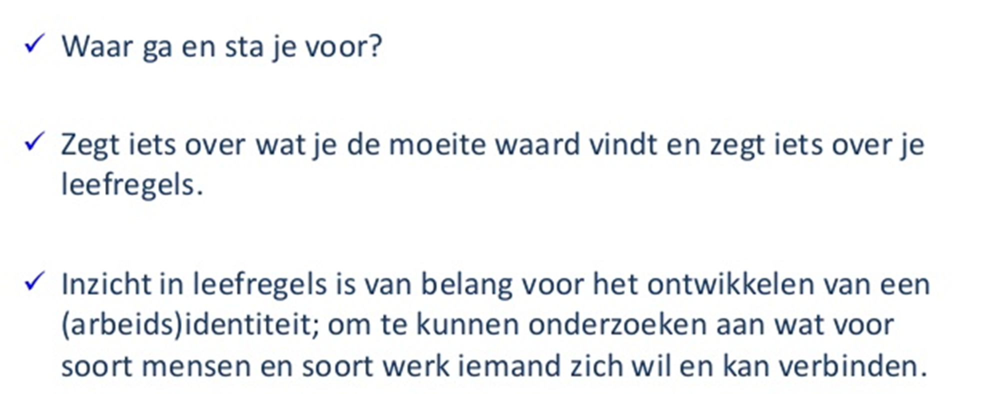 ✓ Waar ga en sta je voor?
✓ Zegt iets over wat je de moeite waard vindt en zegt iets over je
leefregels.
✓ Inzicht in leefregels is van belang voor het ontwikkelen van een
(arbeids)identiteit; om te kunnen onderzoeken aan wat voor
soort mensen en soort werk iemand zich wil en kan verbinden.